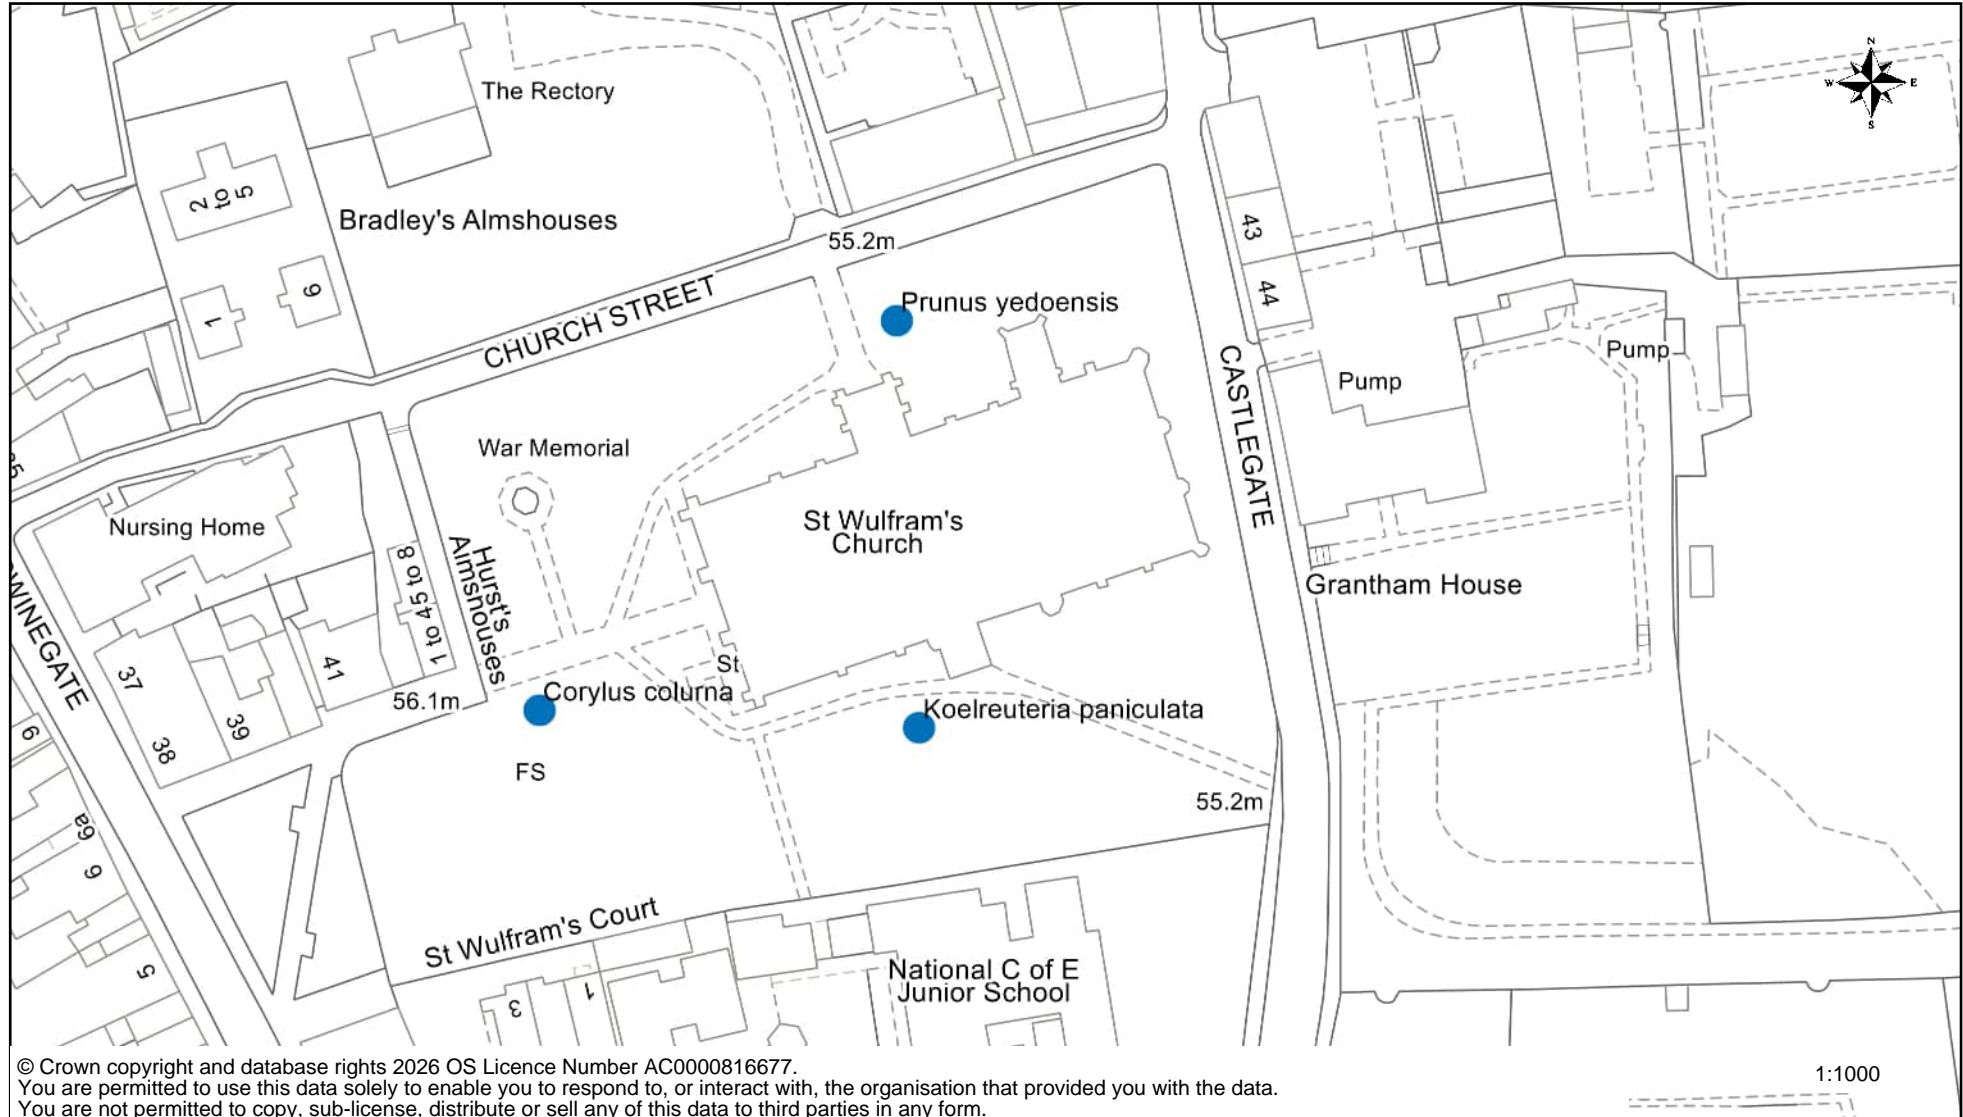 N
W E
S
The Rectory
2
to
5
Bradley's Almshouses
55.2m
43
1
6
44
Prunus yedoensis
CHURCH STREET
Pump
Pump
CASTLEGATE
War Memorial
Nursing Home
St Wulfram's
Church
Hurst's
Almshouses
1 to 4
5 to 8
Grantham House
37
38
39
41
St
56.1m
Corylus colurna
Koelreuteria paniculata
6
FS
55.2m
6a
6
5
St Wulfram's Court
3
1
National C of E
Junior School
© Crown copyright and database rights 2026 OS Licence Number AC0000816677.
You are permitted to use this data solely to enable you to respond to, or interact with, the organisation that provided you with the data.
You are not permitted to copy, sub-license, distribute or sell any of this data to third parties in any form.
1:1000